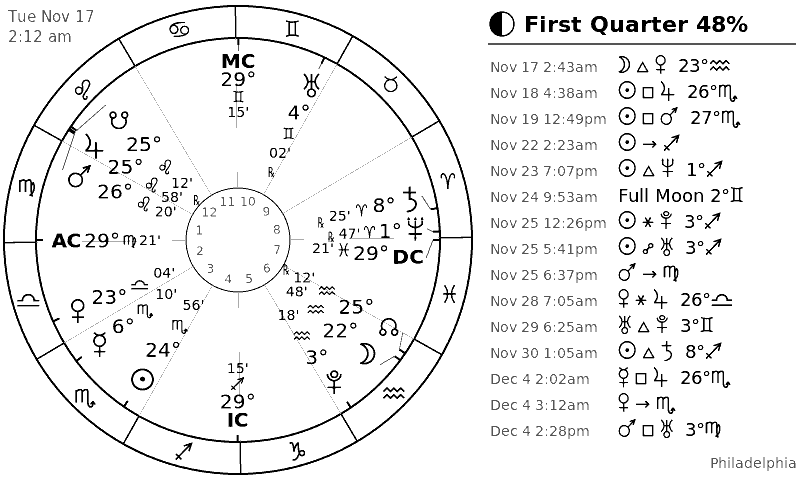 Tue Nov 17
2:12 am
MC
29°
♊
15'
♅
4°
♊
02'
℞
☋
♃ 25°
25° ♌
♂ 26° ♌ 12' ℞
58'
♌ 20'
11 10
12 9
1 8
2 7
3 6
4 5
♄ 8° ♈ 25' ℞
♆ 1° ♈ 47' ℞
DC 29° ♓ 21'
AC 29° ♍ 21'
♀ 23° ♎ 04'
☿ 6° ♏ 10'
☉ 24° ♏ 56'
℞ 12'
☊ 25° ♒
48'
☽ 22° ♒
18'
♇ 3° ♒
15'
♐
29°
IC
♋ ♊ ♉ ♈ ♓ ♒ ♑ ♐ ♏ ♎ ♍ ♌
First Quarter 48%
Nov 17 2:43am ☽ △ ♀ 23°♒
Nov 18 4:38am ☉ □ ♃ 26°♏
Nov 19 12:49pm ☉ □ ♂ 27°♏
Nov 22 2:23am ☉ → ♐
Nov 23 7:07pm ☉ △ ♆ 1°♐
Nov 24 9:53am Full Moon 2°♊
Nov 25 12:26pm ☉ ⚹ ♇ 3°♐
Nov 25 5:41pm ☉ ☍ ♅ 3°♐
Nov 25 6:37pm ♂ → ♍
Nov 28 7:05am ♀ ⚹ ♃ 26°♎
Nov 29 6:25am ♅ △ ♇ 3°♊
Nov 30 1:05am ☉ △ ♄ 8°♐
Dec 4 2:02am ☿ □ ♃ 26°♏
Dec 4 3:12am ♀ → ♏
Dec 4 2:28pm ♂ □ ♅ 3°♍
Philadelphia